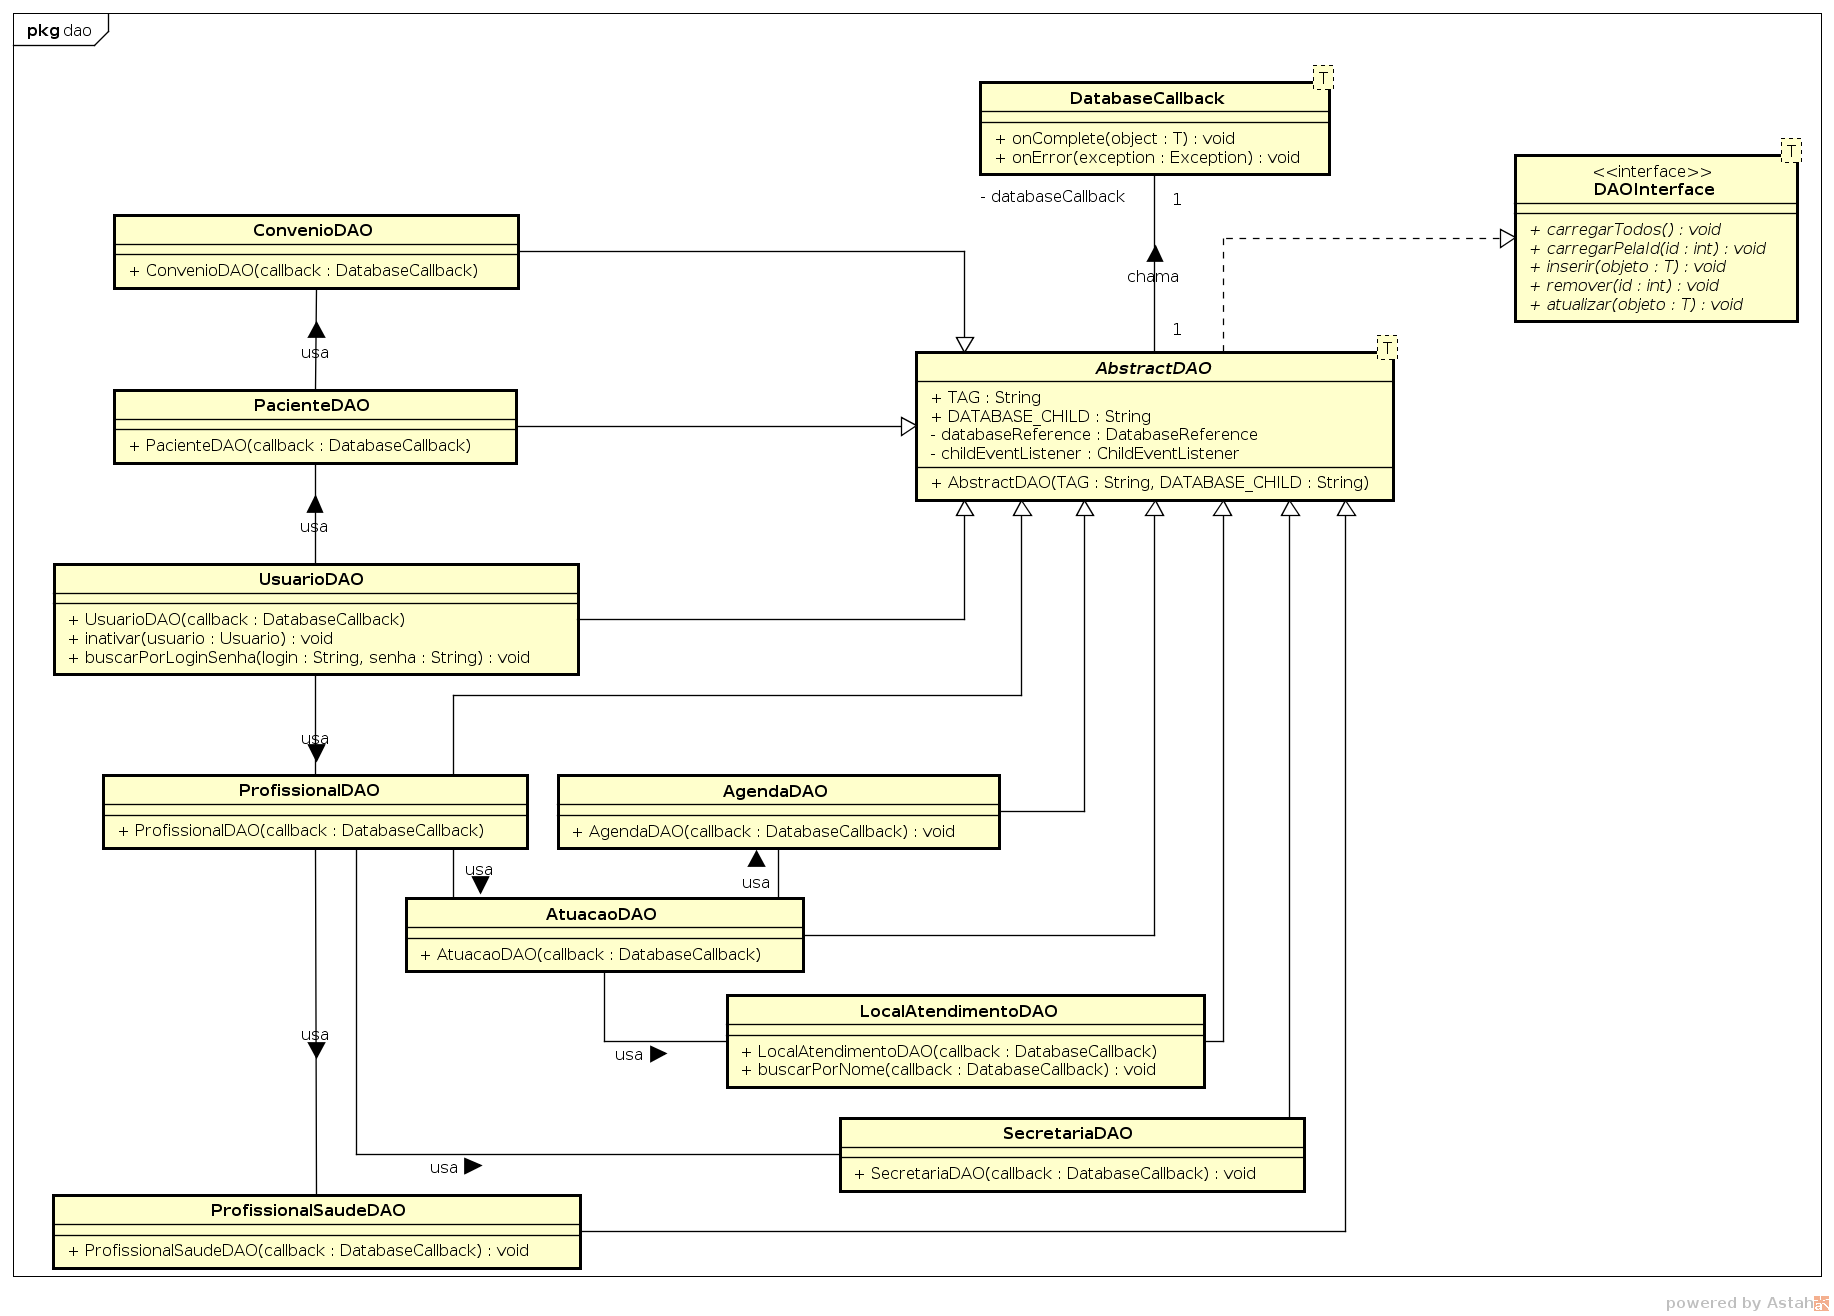 pkg dao
T
DatabaseCallback
+ onComplete(object : T) : void
+ onError(exception : Exception) : void
T
<<interface>>
DAOInterface
+ carregarTodos() : void
+ carregarPelaId(id : int) : void
+ inserir(objeto : T) : void
+ remover(id : int) : void
+ atualizar(objeto : T) : void
- databaseCallback
1
chama
1
ConvenioDAO
+ ConvenioDAO(callback : DatabaseCallback)
usa
T
AbstractDAO
+ TAG : String
+ DATABASE_CHILD : String
- databaseReference : DatabaseReference
- childEventListener : ChildEventListener
+ AbstractDAO(TAG : String, DATABASE_CHILD : String)
PacienteDAO
+ PacienteDAO(callback : DatabaseCallback)
usa
UsuarioDAO
+ UsuarioDAO(callback : DatabaseCallback)
+ inativar(usuario : Usuario) : void
+ buscarPorLoginSenha(login : String, senha : String) : void
usa
ProfissionalDAO
+ ProfissionalDAO(callback : DatabaseCallback)
AgendaDAO
+ AgendaDAO(callback : DatabaseCallback) : void
usa
usa
AtuacaoDAO
+ AtuacaoDAO(callback : DatabaseCallback)
usa
LocalAtendimentoDAO
+ LocalAtendimentoDAO(callback : DatabaseCallback)
+ buscarPorNome(callback : DatabaseCallback) : void
usa
SecretariaDAO
+ SecretariaDAO(callback : DatabaseCallback) : void
usa
ProfissionalSaudeDAO
+ ProfissionalSaudeDAO(callback : DatabaseCallback) : void
powered by Astah